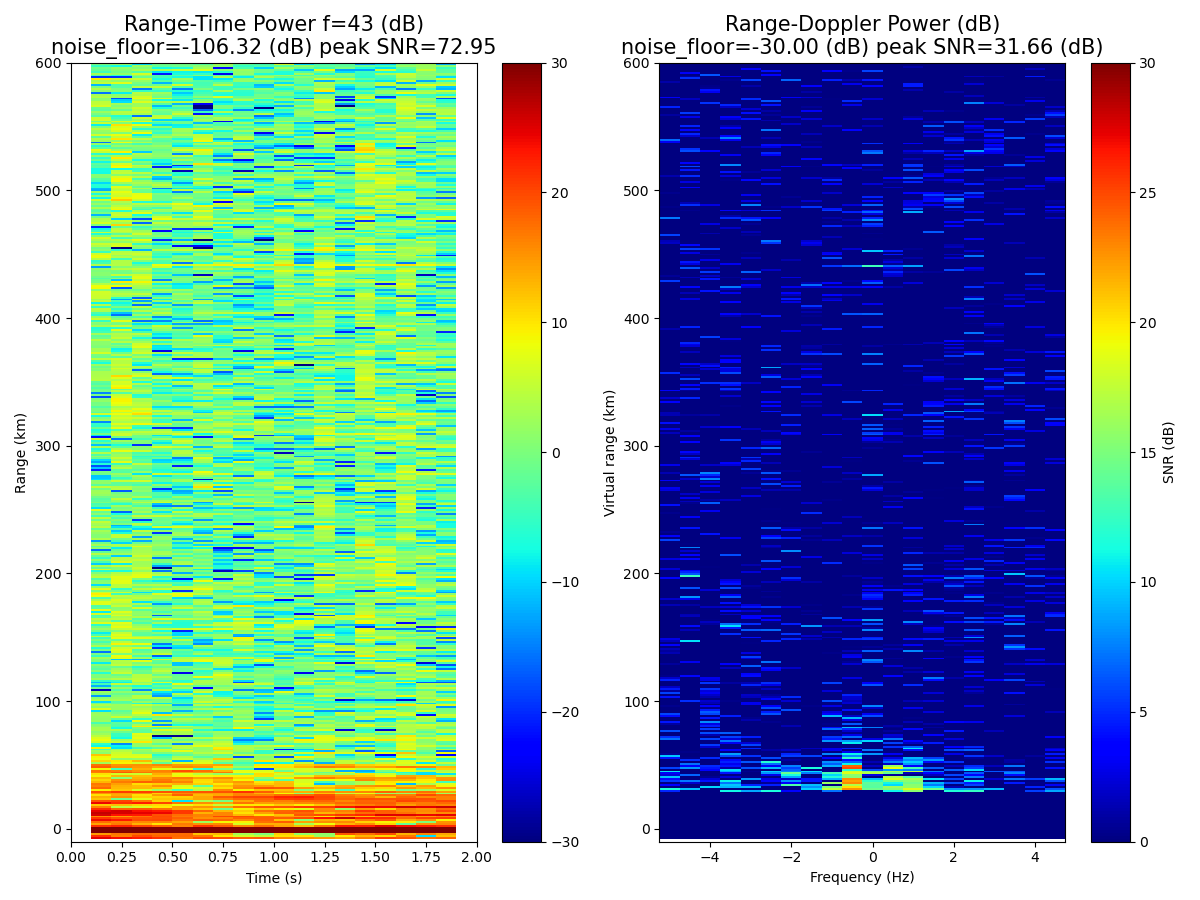 Range-Time Power f=43 (dB)
noise_floor=-106.32 (dB) peak SNR=72.95
Range (km)
600
500
400
300
200
100
0
0.00 0.25 0.50 0.75 1.00 1.25 1.50 1.75 2.00
Time (s)
30
20
10
0
−10
−20
−30
Range-Doppler Power (dB)
noise_floor=-30.00 (dB) peak SNR=31.66 (dB)
Virtual range (km)
600
500
400
300
200
100
0
−4 −2 0 2 4
Frequency (Hz)
30
25
20
15
10
5
0
SNR (dB)